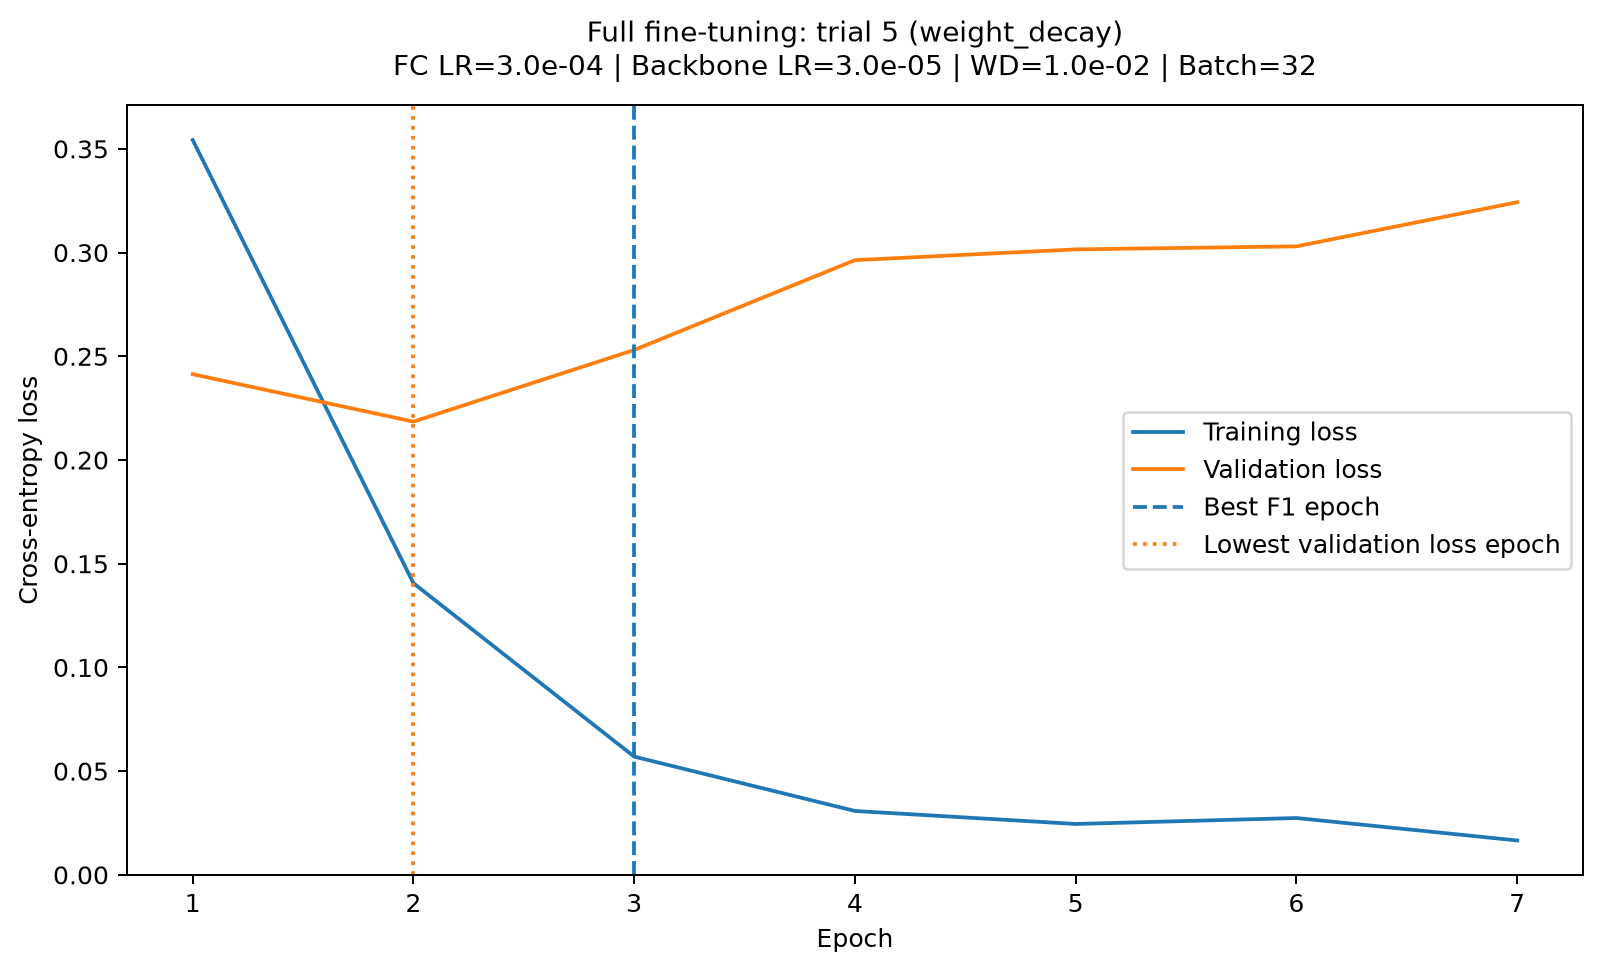 Full fine-tuning: trial 5 (weight_decay)
FC LR=3.0e-04 | Backbone LR=3.0e-05 | WD=1.0e-02 | Batch=32
Cross-entropy loss
0.35
0.30
0.25
0.20
0.15
0.10
0.05
0.00
Training loss
Validation loss
Best F1 epoch
Lowest validation loss epoch
1 2 3 4 5 6 7
Epoch